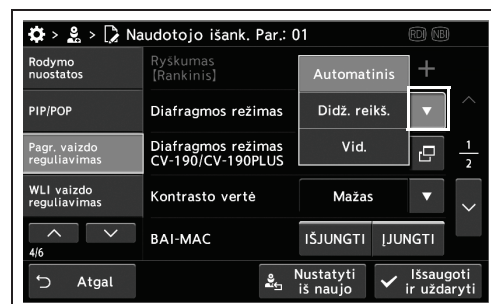 > > Naudotojo išank. Par.: 01 RDI NBI
Rodymo
nuostatos
PIP/POP
Pagr. vaizdo
reguliavimas
WLI vaizdo
reguliavimas
4/6
Ryškumas
[Rankinis]
Diafragmos režimas
Diafragmos režimas
CV-190/CV-190PLUS
Kontrasto vertė
BAI-MAC
Automatinis
Didž. reikš.
Vid.
Mažas
IŠJUNGTI ĮJUNGTI
1
2
Atgal
Nustatyti
iš naujo
Išsaugoti
ir uždaryti